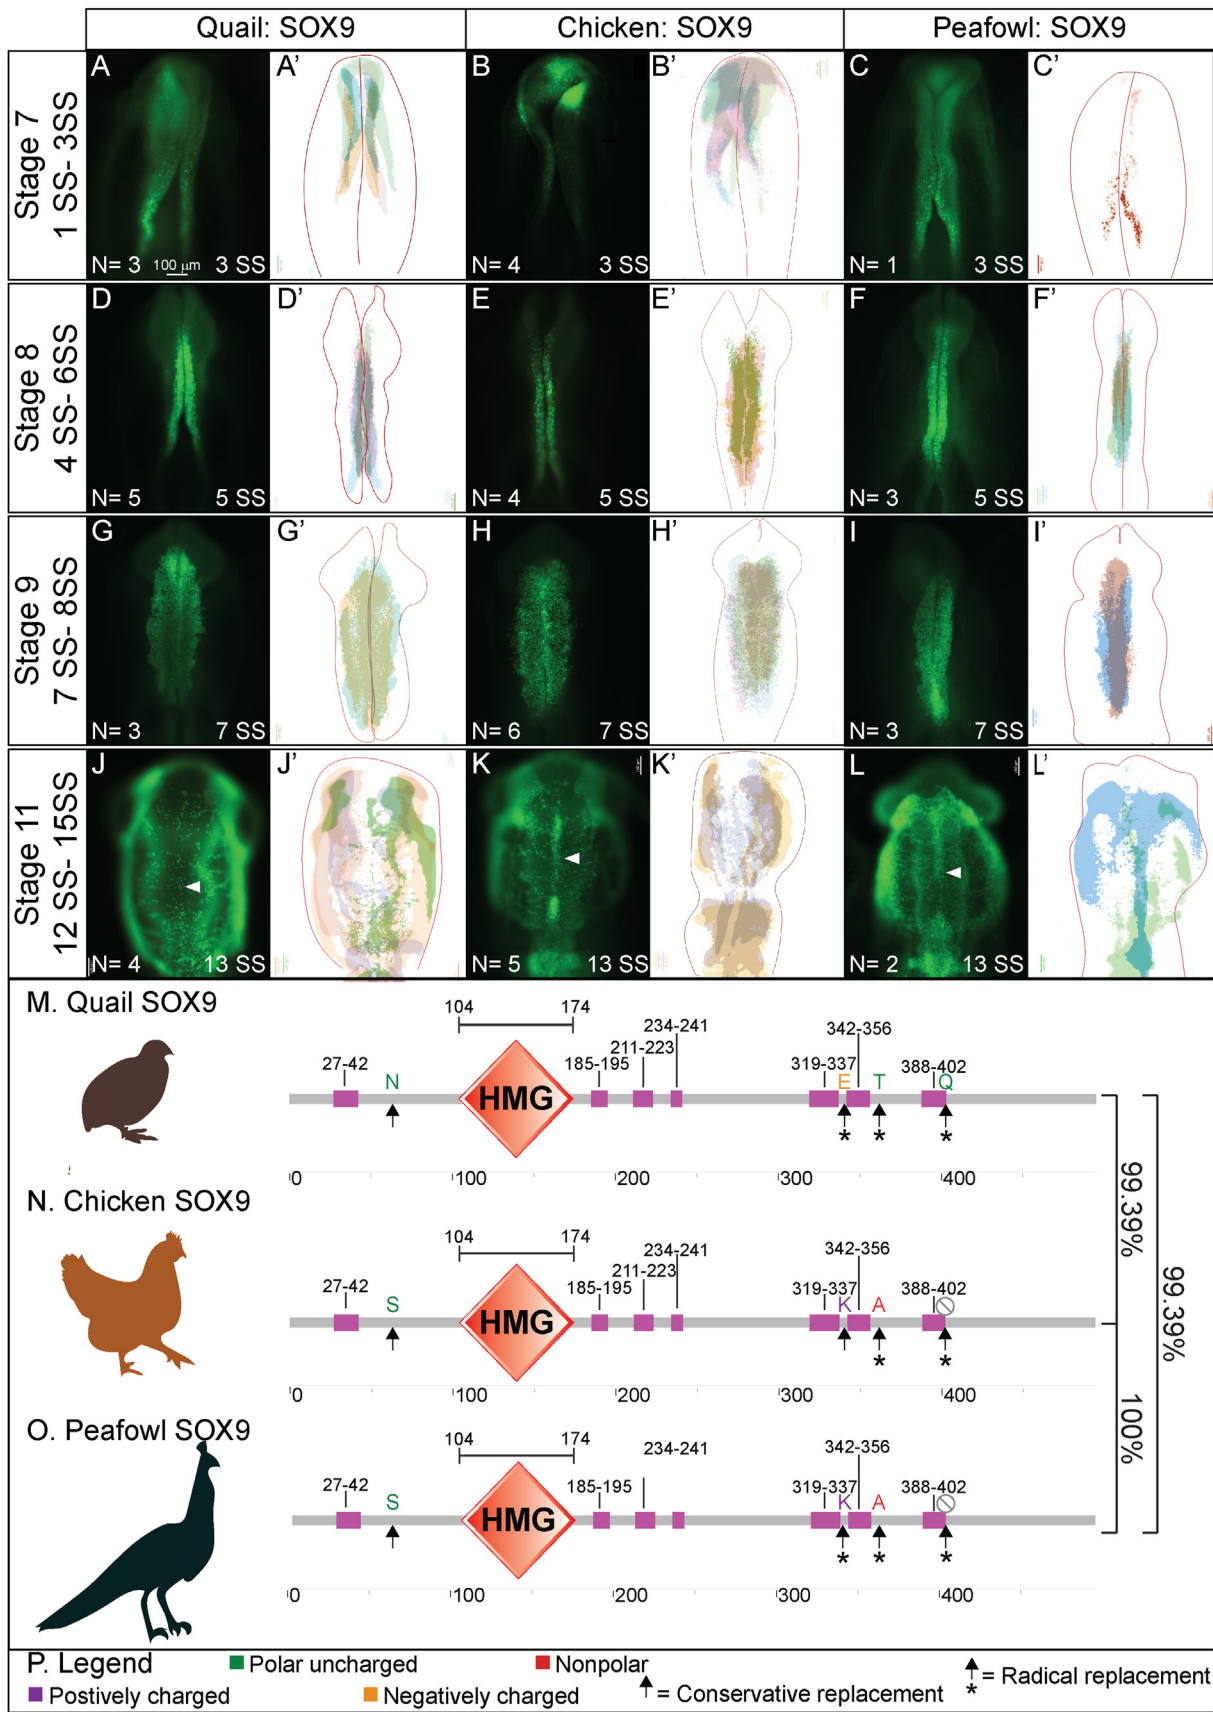 Quail: SOX9 Chicken: SOX9 Peafowl: SOX9
Stage 7
1 SS- 3SS
A A' B B' C C'
N= 3 100 µm 3 SS N= 4 3 SS N= 1 3 SS
Stage 8
4 SS- 6SS
D D' E E' F F'
N= 5 5 SS N= 4 5 SS N= 3 5 SS
Stage 9
7 SS- 8SS
G G' H H' I I'
N= 3 7 SS N= 6 7 SS N= 3 7 SS
Stage 11
12 SS- 15SS
J J' K K' L L'
N= 4 13 SS N= 5 13 SS N= 2 13 SS
M. Quail SOX9
104 174
234-241 342-356
211-223
27-42 185-195 319-337 388-402
N E T Q
HMG
* * *
0 100 200 300 400
N. Chicken SOX9
104 174
234-241 342-356
211-223
27-42 185-195 319-337 388-402
S K A
HMG
* *
0 100 200 300 400
O. Peafowl SOX9
104 174
234-241 342-356
27-42 185-195 319-337 388-402
S K A
HMG
* * *
0 100 200 300 400
99.39%
99.39%
100%
P. Legend Polar uncharged Nonpolar = Radical replacement
Postively charged Negatively charged = Conservative replacement *